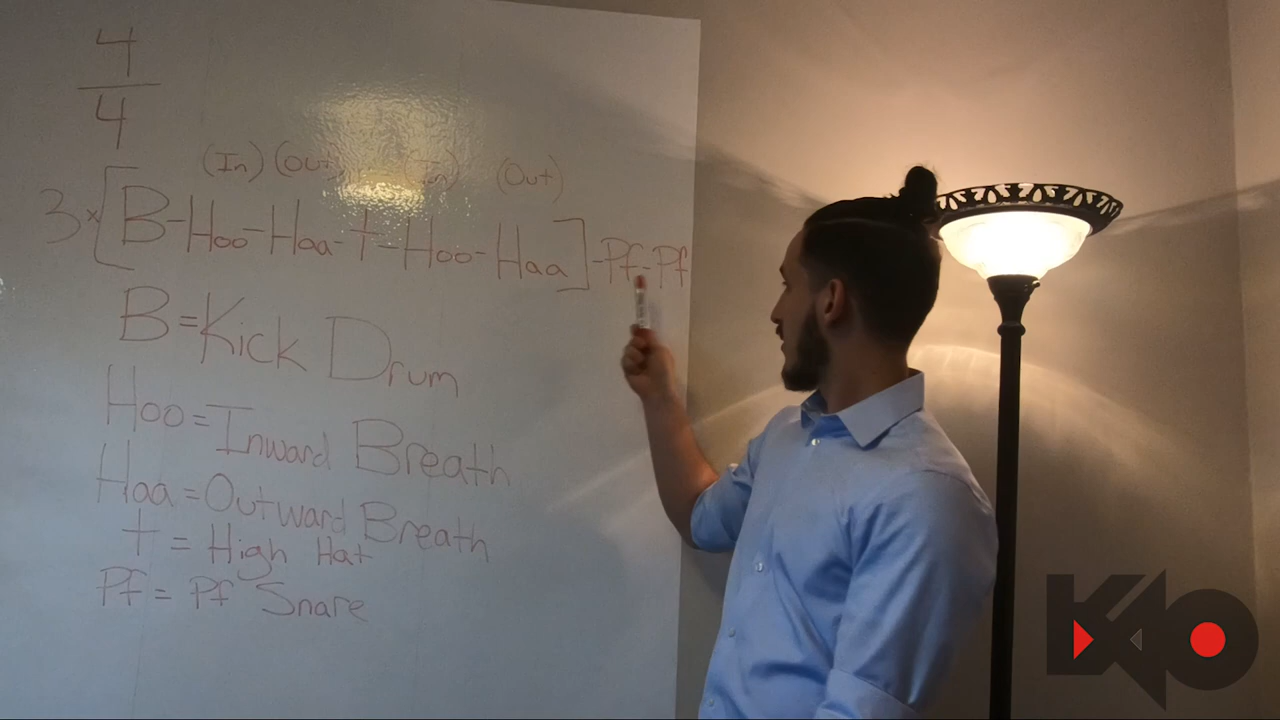 4
4
(In) (Out) (In) (Out)
3x[B-Hoo-Haa-t-Hoo-Haa]-Pf-Pf
B=Kick Drum
Hoo=Inward Breath
Haa=Outward Breath
t = High Hat
Pf = Pf Snare
KO